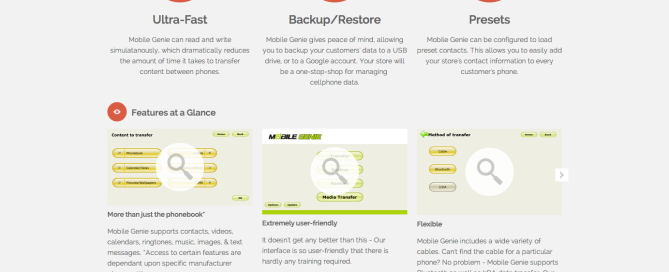 Ultra-Fast
Mobile Genie can read and write
simulatanously, which dramatically reduces
the amount of time it takes to transfer
content between phones.
Backup/Restore
Mobile Genie gives peace of mind, allowing
you to backup your customers' data to a USB
drive, or to a Google account. Your store will
be a one-stop-shop for managing
cellphone data.
Presets
Mobile Genie can be configured to load
preset contacts. This allows you to easily add
your store's contact information to every
customer's phone.
Features at a Glance
Content to transfer
More than just the phonebook*
Mobile Genie supports contacts, videos,
calendars, ringtones, music, images, & text
messages. *Access to certain features are
dependant upon specific manufacturer
MOBILE GENIE
Media Transfer
Extremely user-friendly
It doesn't get any better than this - Our
interface is so user-friendly that there is
hardly any training required.
Method of transfer
Cable
Bluetooth
Flexible
Mobile Genie includes a wide variety of
cables. Can't find the cable for a particular
phone? No problem - Mobile Genie supports